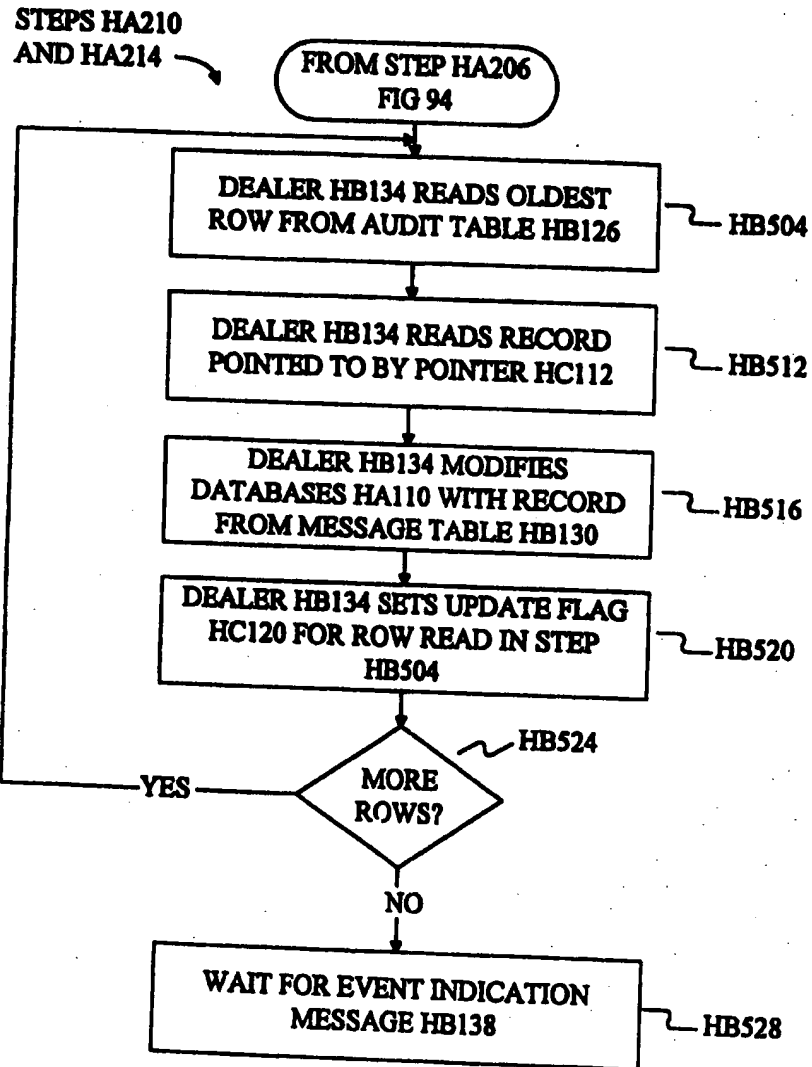 STEPS HA210
AND HA214
FROM STEP HA206
FIG 94
DEALER HB134 READS OLDEST
ROW FROM AUDIT TABLE HB126
HB504
DEALER HB134 READS RECORD
POINTED TO BY POINTER HC112
HB512
DEALER HB134 MODIFIES
DATABASES HA110 WITH RECORD
FROM MESSAGE TABLE HB130
HB516
DEALER HB134 SETS UPDATE FLAG
HC120 FOR ROW READ IN STEP
HB504
HB520
HB524
MORE
ROWS?
YES
NO
WAIT FOR EVENT INDICATION
MESSAGE HB138
HB528